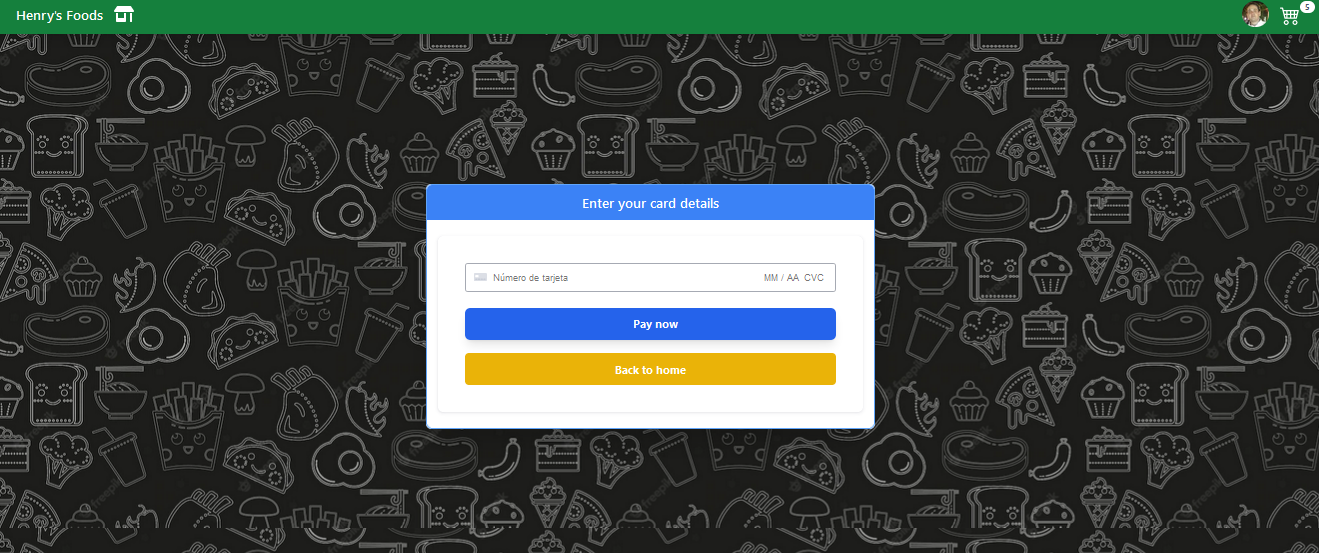 Henry's Foods
5
Enter your card details
Número de tarjeta MM / AA CVC
Pay now
Back to home